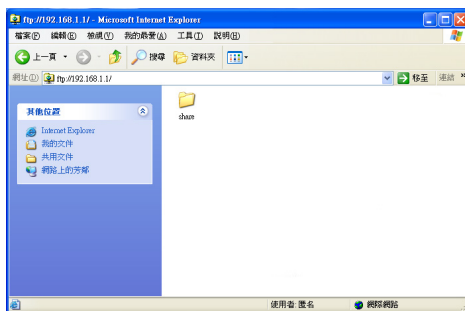 ftp://192.168.1.1/ - Microsoft Internet Explorer
檔案(F) 編輯(E) 檢視(V) 我的最愛(A) 工具(T) 說明(H)
上一頁 搜尋 資料夾
網址(D) ftp://192.168.1.1/ 移至 連結 »
其他位置
share
Internet Explorer
我的文件
共用文件
網路上的芳鄰
使用者: 匿名 網際網路